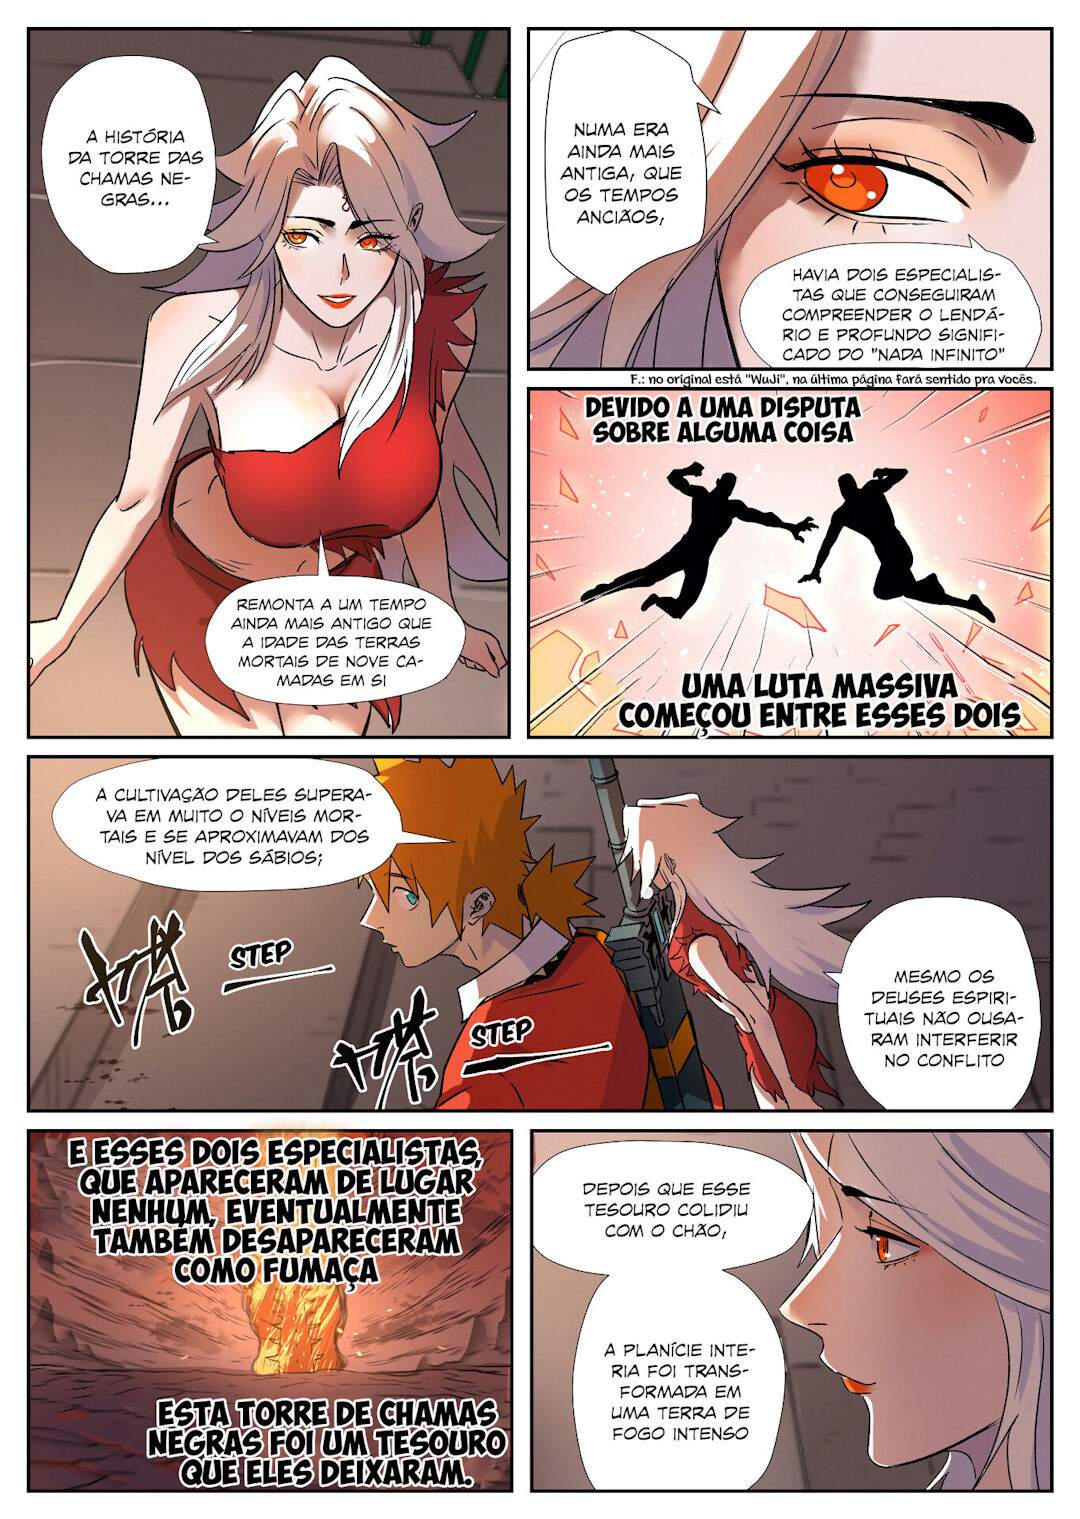 A HISTÓRIA
DA TORRE DAS
CHAMAS NE-
GRAS...
REMONTA A UM TEMPO
AINDA MAIS ANTIGO QUE
A IDADE DAS TERRAS
MORTAIS DE NOVE CA-
MADAS EM SI
NUMA ERA
AINDA MAIS
ANTIGA, QUE
OS TEMPOS
ANCIÃOS;
HAVIA DOIS ESPECIALIS-
TAS QUE CONSEGUIRAM
COMPREENDER O LENDÁ-
RIO E PROFUNDO SIGNIFI-
CADO DO "NADA INFINITO"
F.: no original está "WuJi", na última página fará sentido pra vocês.
DEVIDO A UMA DISPUTA
SOBRE ALGUMA COISA
UMA LUTA MASSIVA
COMEÇOU ENTRE ESSES DOIS
A CULTIVAÇÃO DELES SUPERA-
VA EM MUITO O NÍVEIS MOR-
TAIS E SE APROXIMAVAM DOS
NÍVEL DOS SÁBIOS;
STEP
STEP
MESMO OS
DEUSES ESPIRI-
TUAIS NÃO OUSA-
RAM INTERFERIR
NO CONFLITO
E ESSES DOIS ESPECIALISTAS,
QUE APARECERAM DE LUGAR
NENHUM, EVENTUALMENTE
TAMBÉM DESAPARECERAM
COMO FUMAÇA
ESTA TORRE DE CHAMAS
NEGRAS FOI UM TESOURO
QUE ELES DEIXARAM.
DEPOIS QUE ESSE
TESOURO COLIDIU
COM O CHÃO;
A PLANÍCIE INTE-
RIA FOI TRANS-
FORMADA EM
UMA TERRA DE
FOGO INTENSO